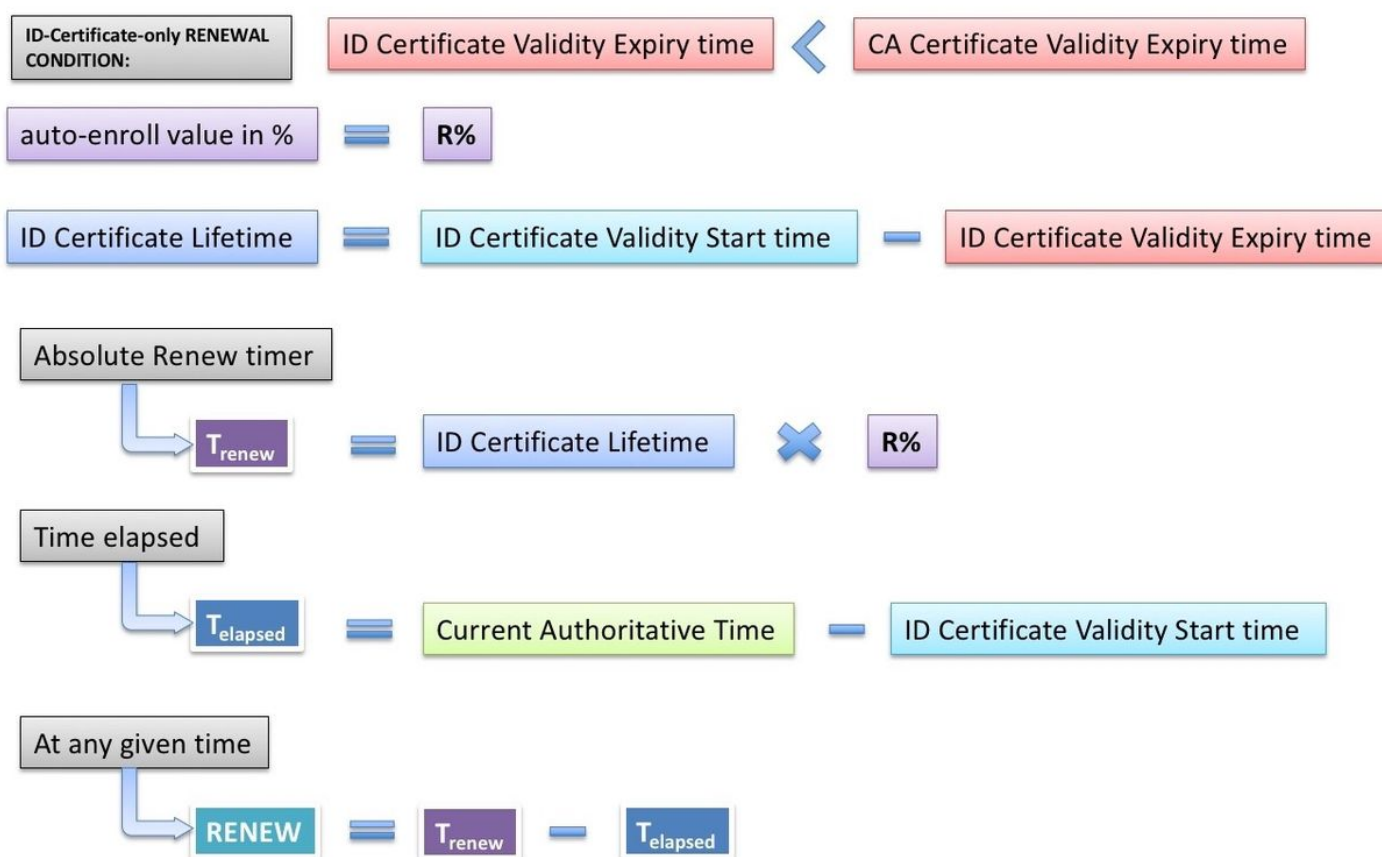 ID-Certificate-only RENEWAL
CONDITION:
ID Certificate Validity Expiry time < CA Certificate Validity Expiry time
auto-enroll value in % = R%
ID Certificate Lifetime = ID Certificate Validity Start time - ID Certificate Validity Expiry time
Absolute Renew timer
Trenew = ID Certificate Lifetime × R%
Time elapsed
Telapsed = Current Authoritative Time - ID Certificate Validity Start time
At any given time
RENEW = Trenew - Telapsed